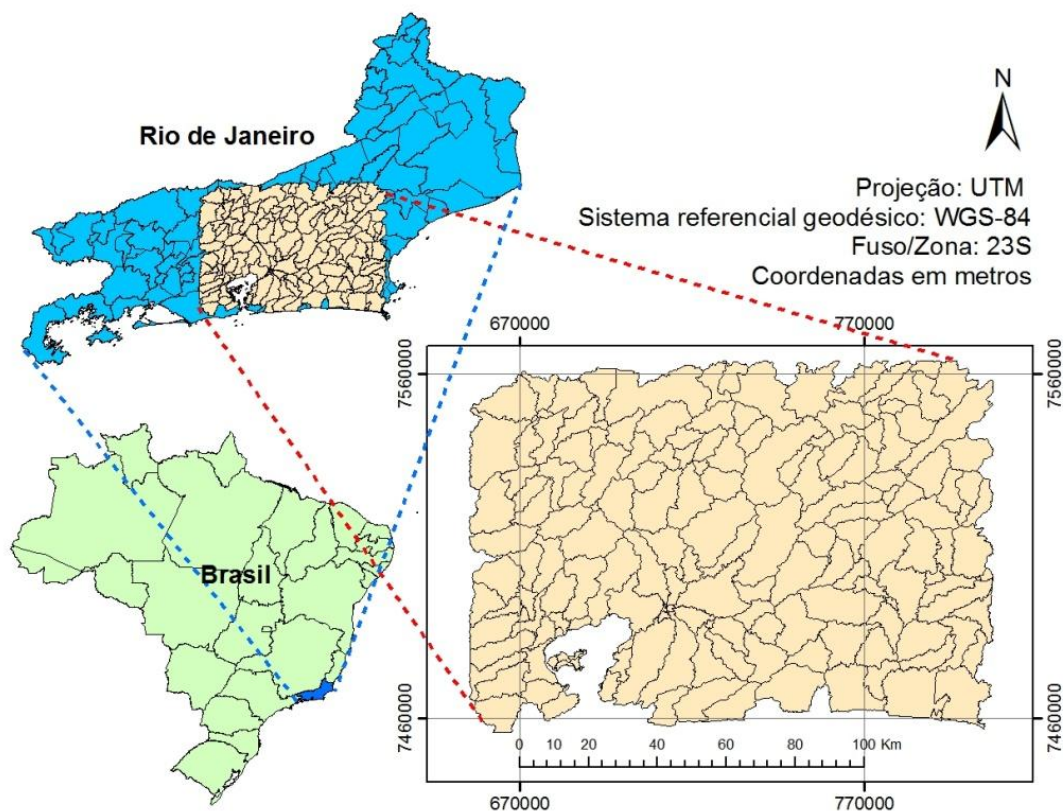 N
Rio de Janeiro
Projeção: UTM
Sistema referencial geodésico: WGS-84
Fuso/Zona: 23S
Coordenadas em metros
670000 770000
7560000 7560000
Brasil
7460000 7460000
0 10 20 40 60 80 100 Km
670000 770000